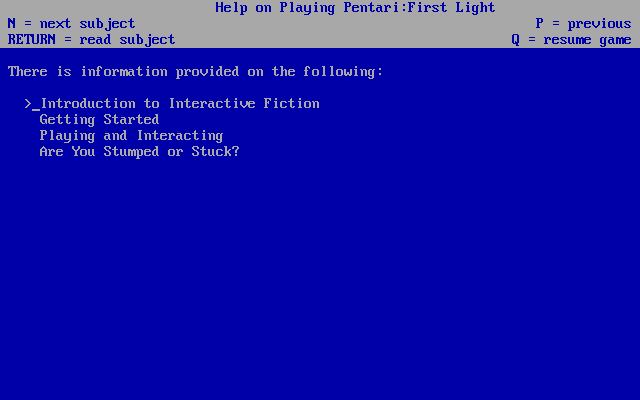 Help on Playing Pentari:First Light
N = next subject P = previous
RETURN = read subject Q = resume game
There is information provided on the following:
>_Introduction to Interactive Fiction
Getting Started
Playing and Interacting
Are You Stumped or Stuck?